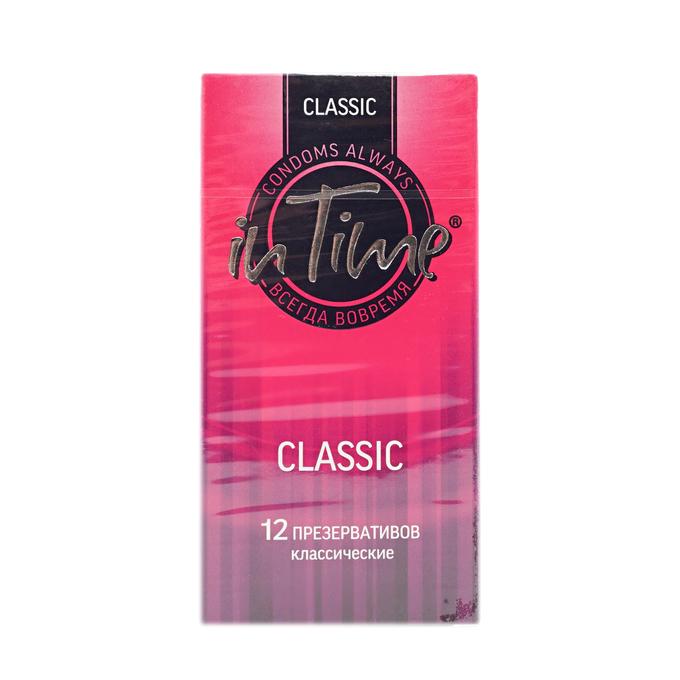 CLASSIC
CONDOMS ALWAYS
in Time®
ВСЕГДА ВОВРЕМЯ
CLASSIC
12 ПРЕЗЕРВАТИВОВ
классические